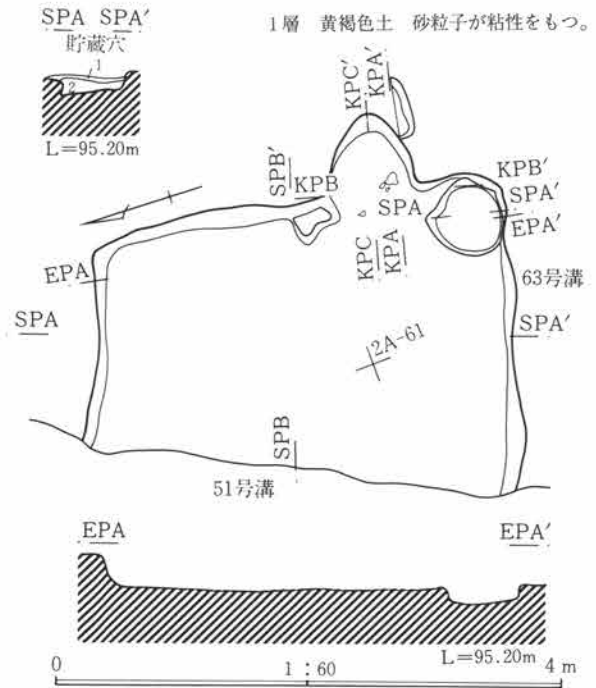 SPA SPA′
貯蔵穴
1
2
L=95.20m
1層 黄褐色土 砂粒子が粘性をもつ。
KPC′
KPA′
SPB′
KPB
KPB′
SPA
SPA′
EPA′
KPC
KPA
EPA
63号溝
SPA
SPA′
2A-61
SPB
51号溝
EPA
EPA′
L=95.20m
0 1:60 4m